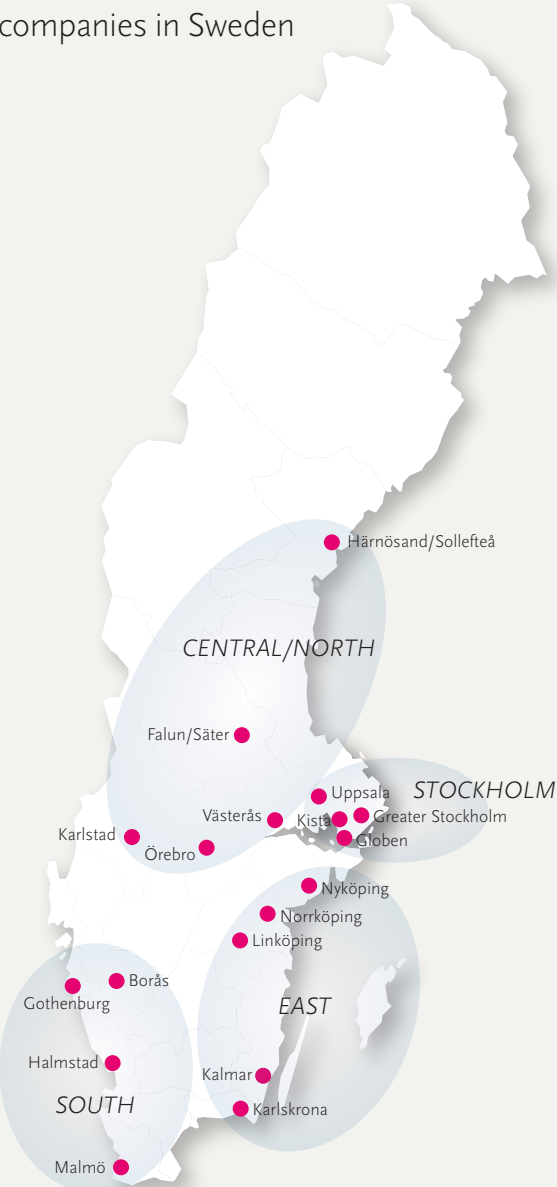 companies in Sweden
Härnösand/Sollefteå
CENTRAL/NORTH
Falun/Säter
Uppsala
STOCKHOLM
Västerås
Kista
Greater Stockholm
Karlstad
Globen
Örebro
Nyköping
Norrköping
Linköping
Borås
Gothenburg
EAST
Halmstad
Kalmar
SOUTH
Karlskrona
Malmö